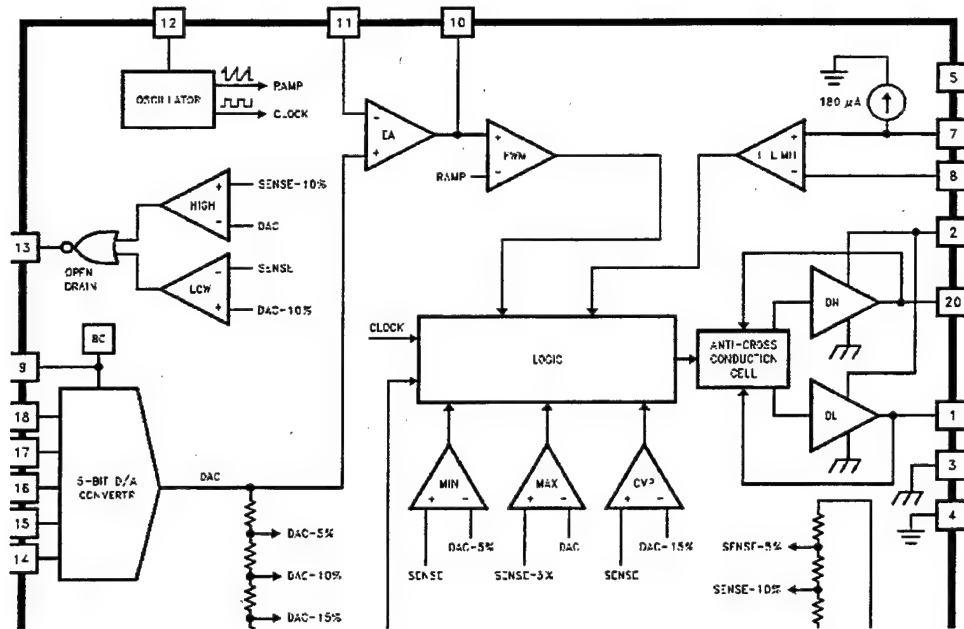 12
11
10
OSCILLATOR
RAMP
CLOCK
EA
PWM
RAMP
180 µA
5
7
8
HIGH
SENSE-10%
DAC
13
OPEN
DRAIN
LOW
SENSE
DAC-10%
2
20
DH
CLOCK
LOGIC
ANTI-CROSS
CONDUCTION
CELL
9
18
17
16
15
14
5-BIT D/A
DAC
DL
1
3
4
MIN
MAX
DAC-5%
DAC
DAC-15%
SENSE
SENSE
DAC-5%
DAC-10%
DAC-15%
SENSE-5%
SENSE-10%